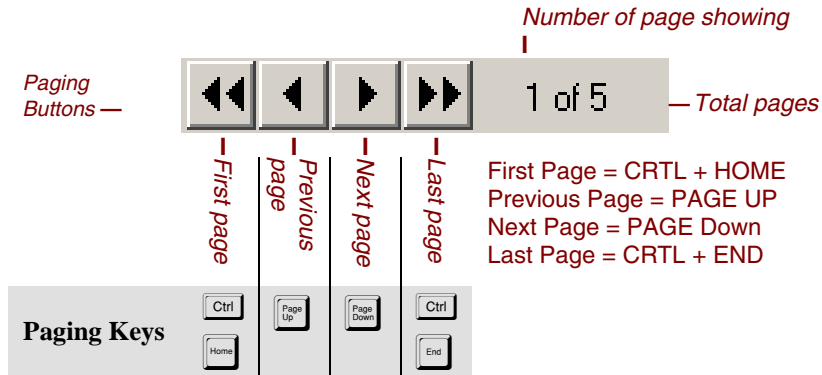 Number of page showing
Paging
Buttons
1 of 5
Total pages
First page
Previous
page
Next page
Last page
First Page = CRTL + HOME
Previous Page = PAGE UP
Next Page = PAGE Down
Last Page = CRTL + END
Paging Keys
Ctrl
Home
Page
Up
Page
Down
Ctrl
End